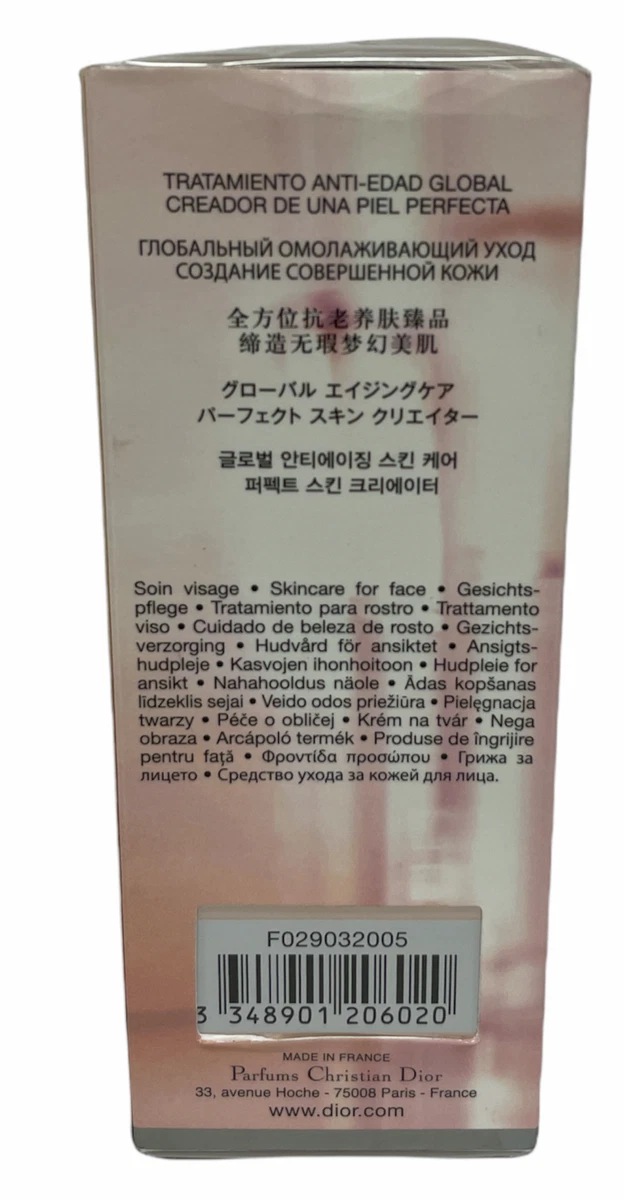 TRATAMIENTO ANTI-EDAD GLOBAL
CREADOR DE UNA PIEL PERFECTA
ГЛОБАЛЬНЫЙ ОМОЛАЖИВАЮЩИЙ УХОД
СОЗДАНИЕ СОВЕРШЕННОЙ КОЖИ
全方位抗老养肤臻品
缔造无瑕梦幻美肌
グローバル エイジングケア
パーフェクト スキン クリエイター
글로벌 안티에이징 스킨 케어
퍼펙트 스킨 크리에이터
Soin visage • Skincare for face • Gesichts-
pflege • Tratamiento para rostro • Trattamento
viso • Cuidado de beleza de rosto • Gezichts-
verzorging • Hudvård för ansiktet • Ansigts-
hudpleje • Kasvojen ihonhoitoon • Hudpleie for
ansikt • Nahahooldus näole • Ādas kopšanas
līdzeklis sejai • Veido odos priežiūra • Pielęgnacja
twarzy • Péče o obličej • Krém na tvár • Nega
obraza • Arcápoló termék • Produse de îngrijire
pentru faţă • Φροντίδα προσώπου • Грижа за
лицето • Средство ухода за кожей для лица.
F029032005
3 348901 206020
MADE IN FRANCE
Parfums Christian Dior
33, avenue Hoche - 75008 Paris - France
www.dior.com